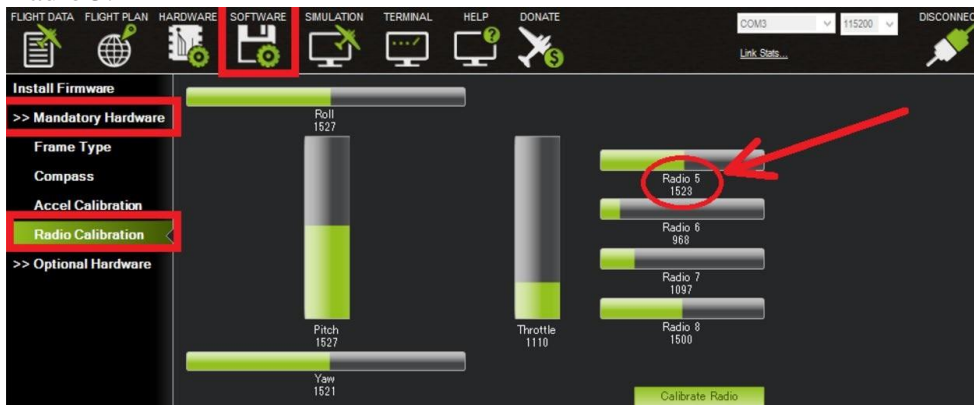 FLIGHT DATA FLIGHT PLAN HARDWARE SOFTWARE SIMULATION TERMINAL HELP DONATE
COM3 115200 DISCONNEC
Link Stats...
Install Firmware
>> Mandatory Hardware
Frame Type
Compass
Accel Calibration
Radio Calibration
>> Optional Hardware
Roll
1527
Pitch
1527
Throttle
1110
Yaw
1521
Radio 5
1523
Radio 6
968
Radio 7
1097
Radio 8
1500
Calibrate Radio